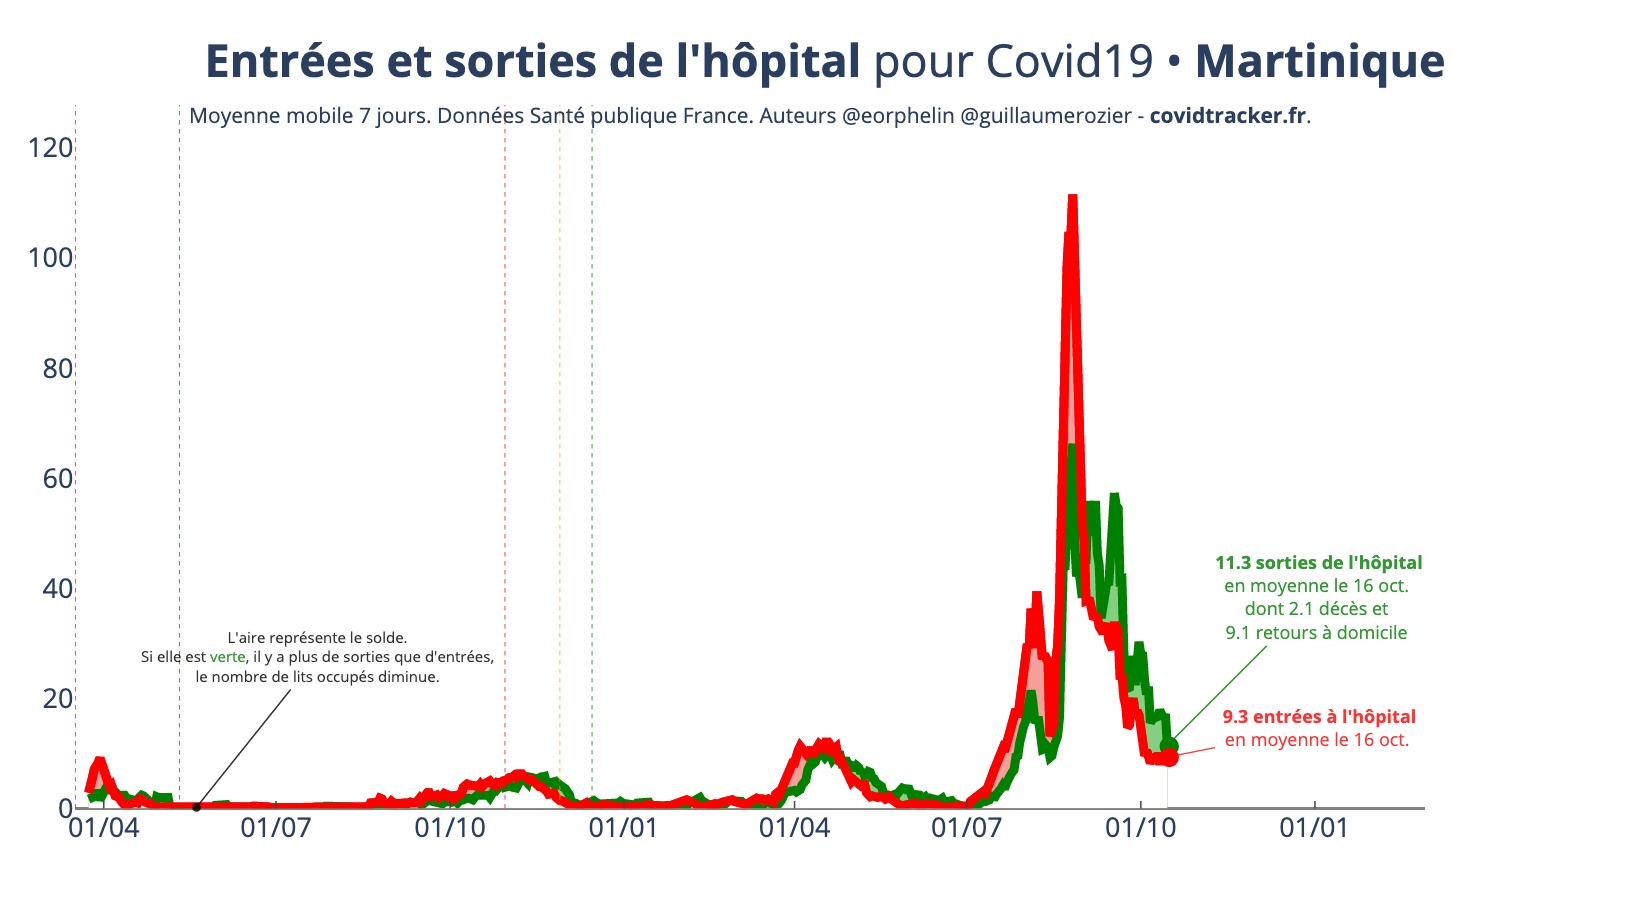 Entrées et sorties de l'hôpital pour Covid19 • Martinique
Moyenne mobile 7 jours. Données Santé publique France. Auteurs @eorphelin @guillaumerozier - covidtracker.fr.
120
100
80
60
40
20
0
11.3 sorties de l'hôpital
en moyenne le 16 oct.
dont 2.1 décès et
9.1 retours à domicile
L'aire représente le solde.
Si elle est verte, il y a plus de sorties que d'entrées,
le nombre de lits occupés diminue.
9.3 entrées à l'hôpital
en moyenne le 16 oct.
01/04 01/07 01/10 01/01 01/04 01/07 01/10 01/01